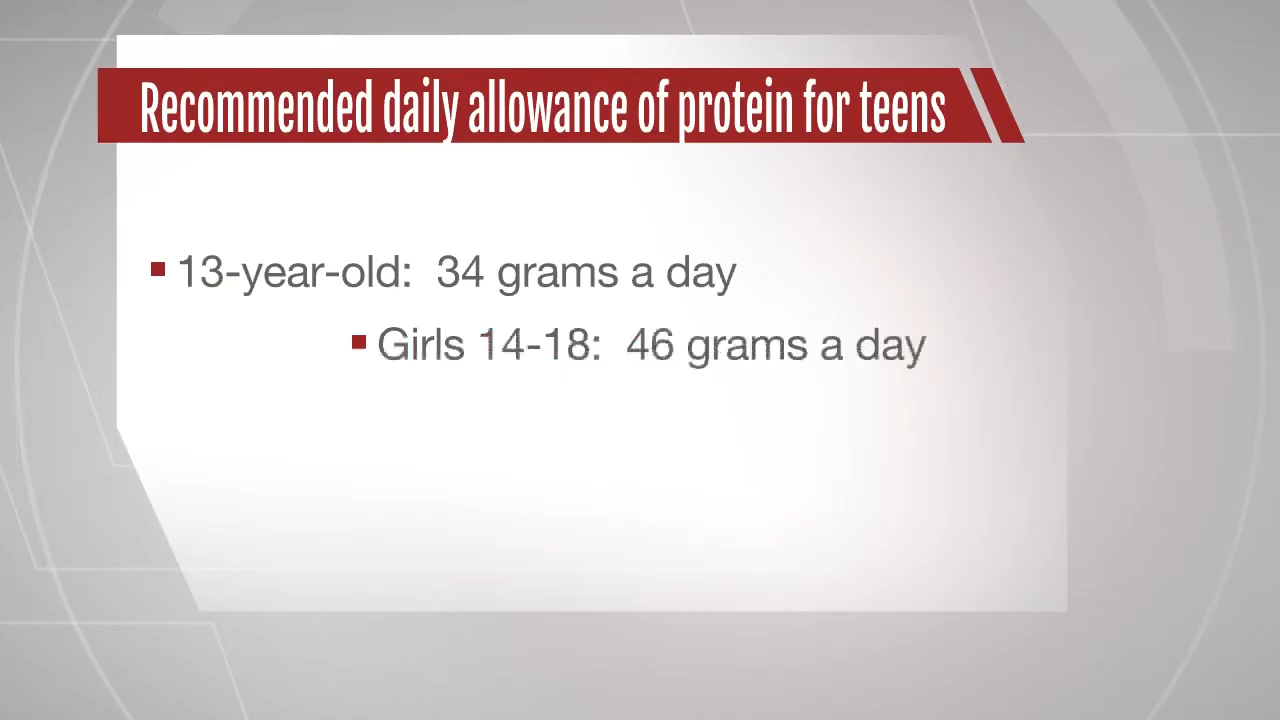 Recommended daily allowance of protein for teens
13-year-old: 34 grams a day
Girls 14-18: 46 grams a day